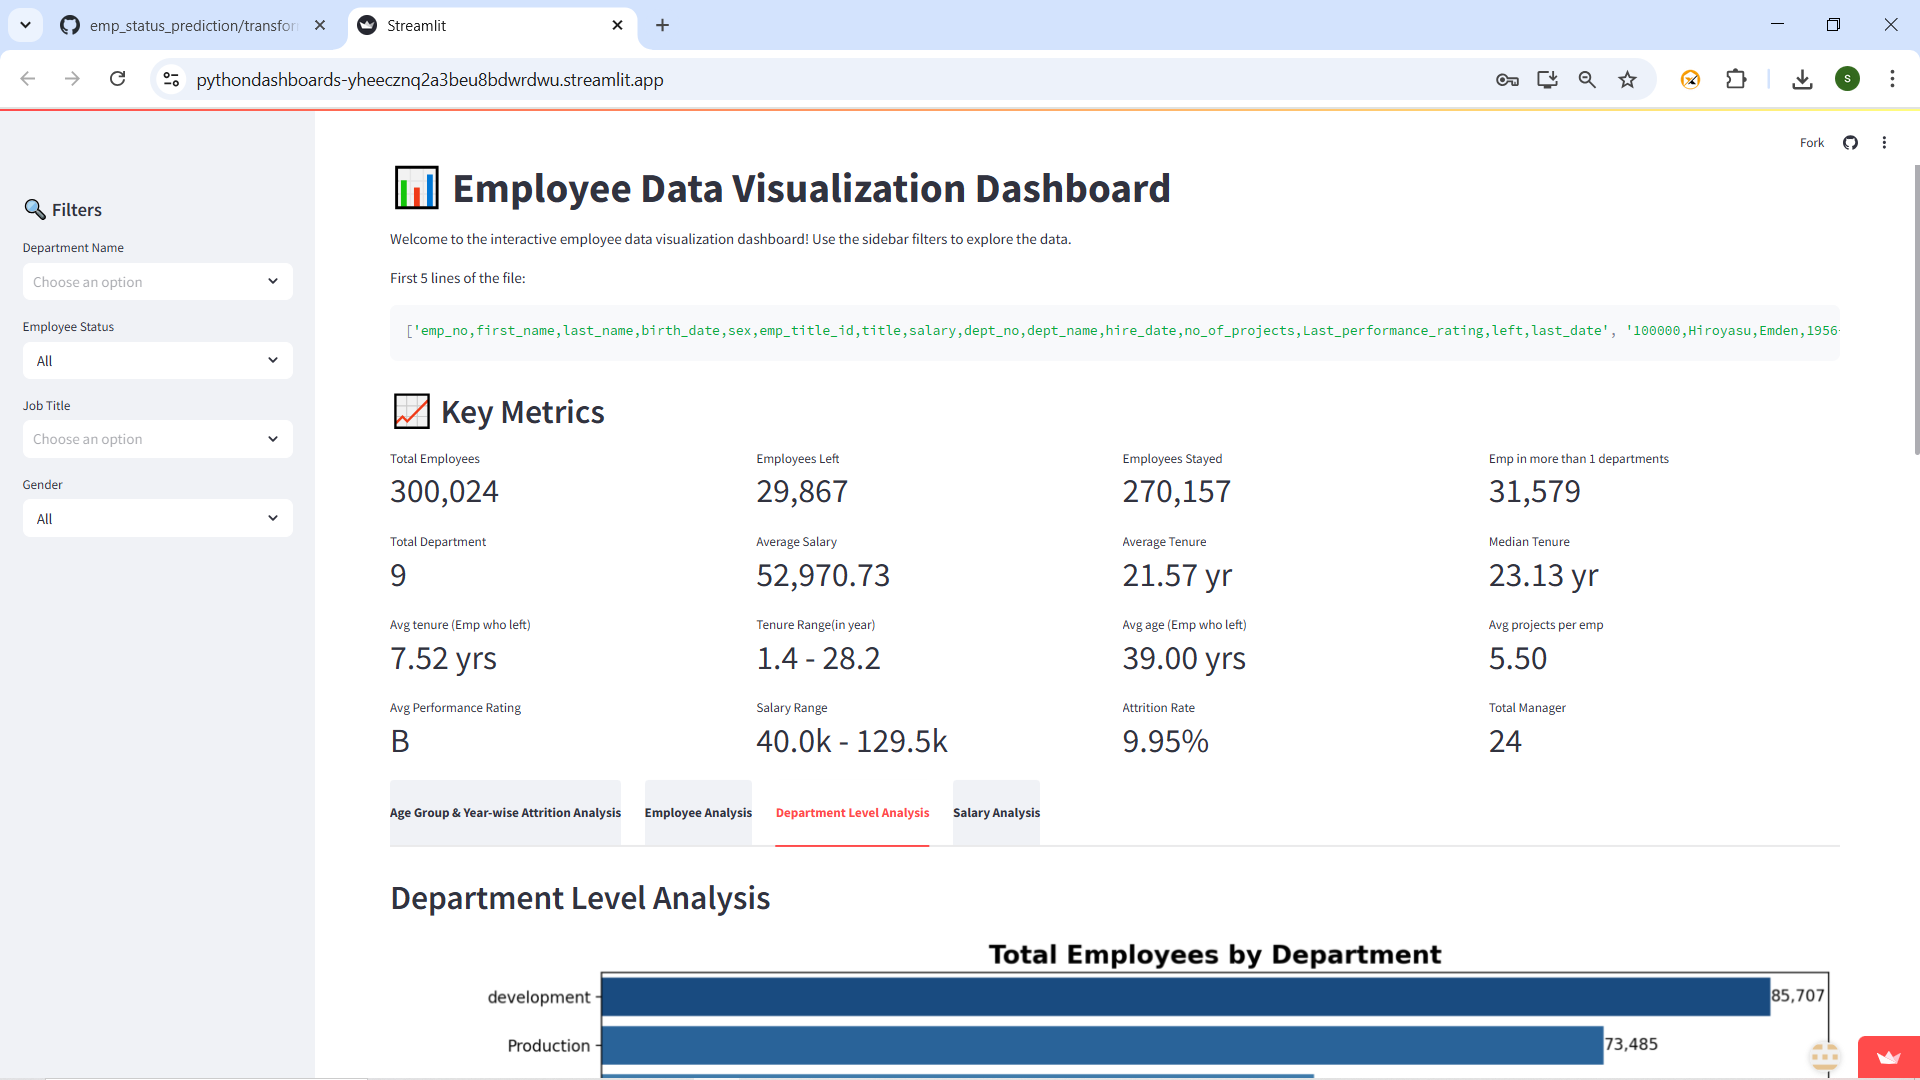 emp_status_prediction/transfor
Streamlit
pythondashboards-yheecznq2a3beu8bdwrdwu.streamlit.app
S
Fork
Filters
Department Name
Choose an option
Employee Status
All
Job Title
Choose an option
Gender
All
Employee Data Visualization Dashboard
Welcome to the interactive employee data visualization dashboard! Use the sidebar filters to explore the data.
First 5 lines of the file:
['emp_no,first_name,last_name,birth_date,sex,emp_title_id,title,salary,dept_no,dept_name,hire_date,no_of_projects,Last_performance_rating,left,last_date', '100000,Hiroyasu,Emden,1956-
Key Metrics
Total Employees
300,024
Employees Left
29,867
Employees Stayed
270,157
Emp in more than 1 departments
31,579
Total Department
9
Average Salary
52,970.73
Average Tenure
21.57 yr
Median Tenure
23.13 yr
Avg tenure (Emp who left)
7.52 yrs
Tenure Range(in year)
1.4 - 28.2
Avg age (Emp who left)
39.00 yrs
Avg projects per emp
5.50
Avg Performance Rating
B
Salary Range
40.0k - 129.5k
Attrition Rate
9.95%
Total Manager
24
Age Group & Year-wise Attrition Analysis
Employee Analysis
Department Level Analysis
Salary Analysis
Department Level Analysis
Total Employees by Department
development
85,707
Production
73,485